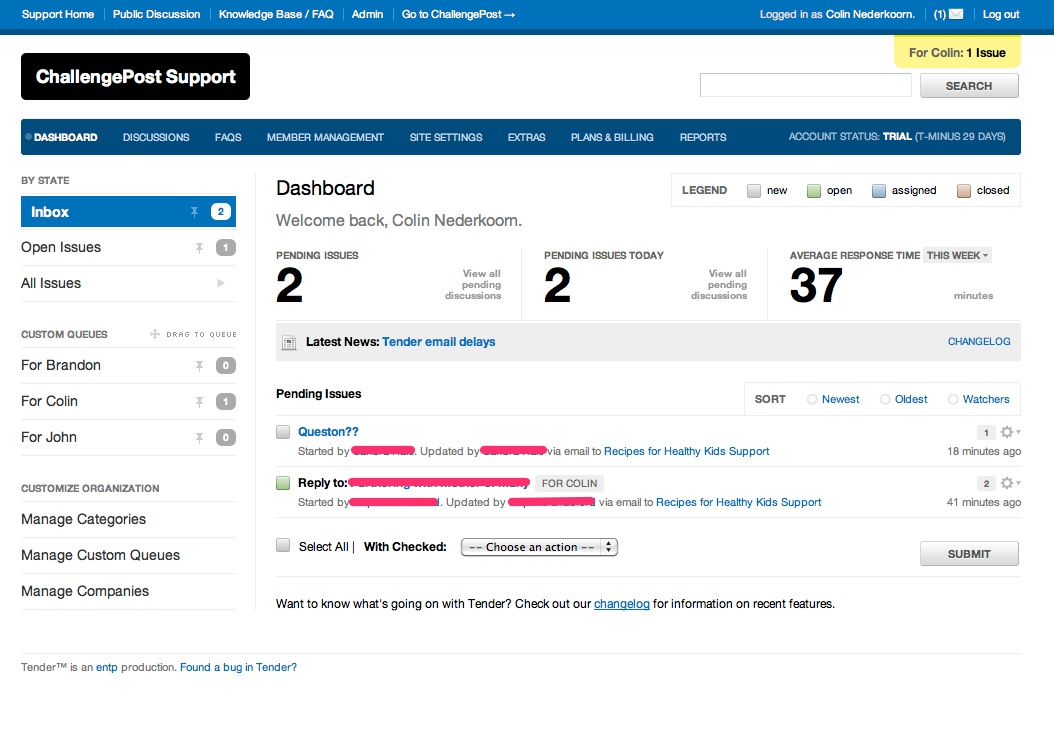 Support Home Public Discussion Knowledge Base / FAQ Admin Go to ChallengePost → Logged in as Colin Nederkoorn. (1) Log out
For Colin: 1 Issue
ChallengePost Support
SEARCH
DASHBOARD DISCUSSIONS FAQS MEMBER MANAGEMENT SITE SETTINGS EXTRAS PLANS & BILLING REPORTS ACCOUNT STATUS: TRIAL (T-MINUS 29 DAYS)
BY STATE
Inbox 2
Open Issues 1
All Issues
CUSTOM QUEUES DRAG TO QUEUE
For Brandon 0
For Colin 1
For John 0
CUSTOMIZE ORGANIZATION
Manage Categories
Manage Custom Queues
Manage Companies
Dashboard
LEGEND new open assigned closed
Welcome back, Colin Nederkoorn.
PENDING ISSUES
2
View all
pending
discussions
PENDING ISSUES TODAY
2
View all
pending
discussions
AVERAGE RESPONSE TIME THIS WEEK
37
minutes
Latest News: Tender email delays CHANGELOG
Pending Issues SORT Newest Oldest Watchers
Queston?? 1
Started by . Updated by via email to Recipes for Healthy Kids Support 18 minutes ago
Reply to: FOR COLIN 2
Started by . Updated by via email to Recipes for Healthy Kids Support 41 minutes ago
Select All | With Checked: -- Choose an action -- SUBMIT
Want to know what's going on with Tender? Check out our changelog for information on recent features.
Tender™ is an entp production. Found a bug in Tender?